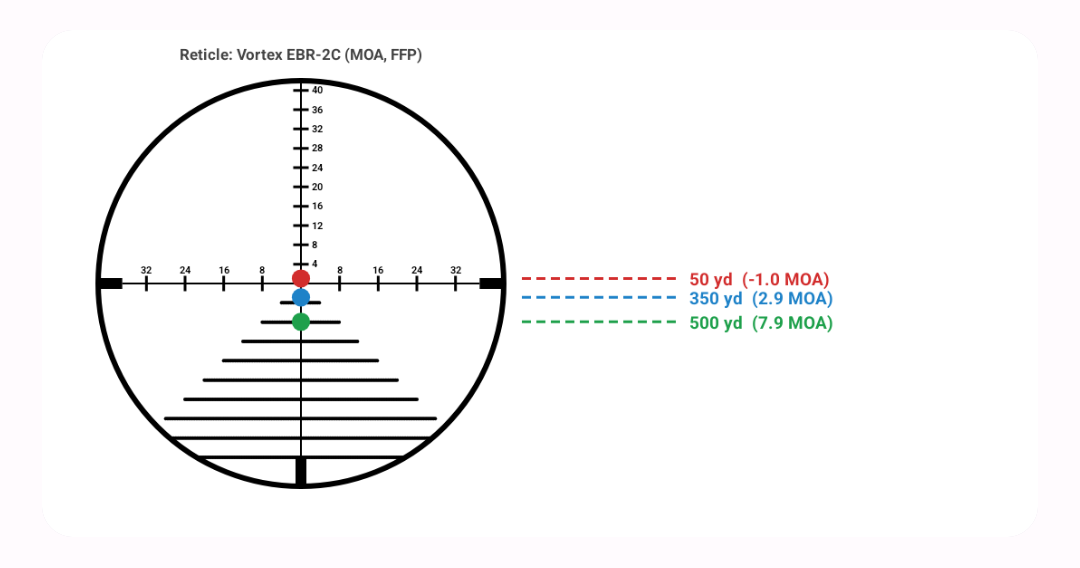 Reticle: Vortex EBR-2C (MOA, FFP)
40
36
32
28
24
20
16
12
8
4
32 24 16 8 8 16 24 32
50 yd (-1.0 MOA)
350 yd (2.9 MOA)
500 yd (7.9 MOA)